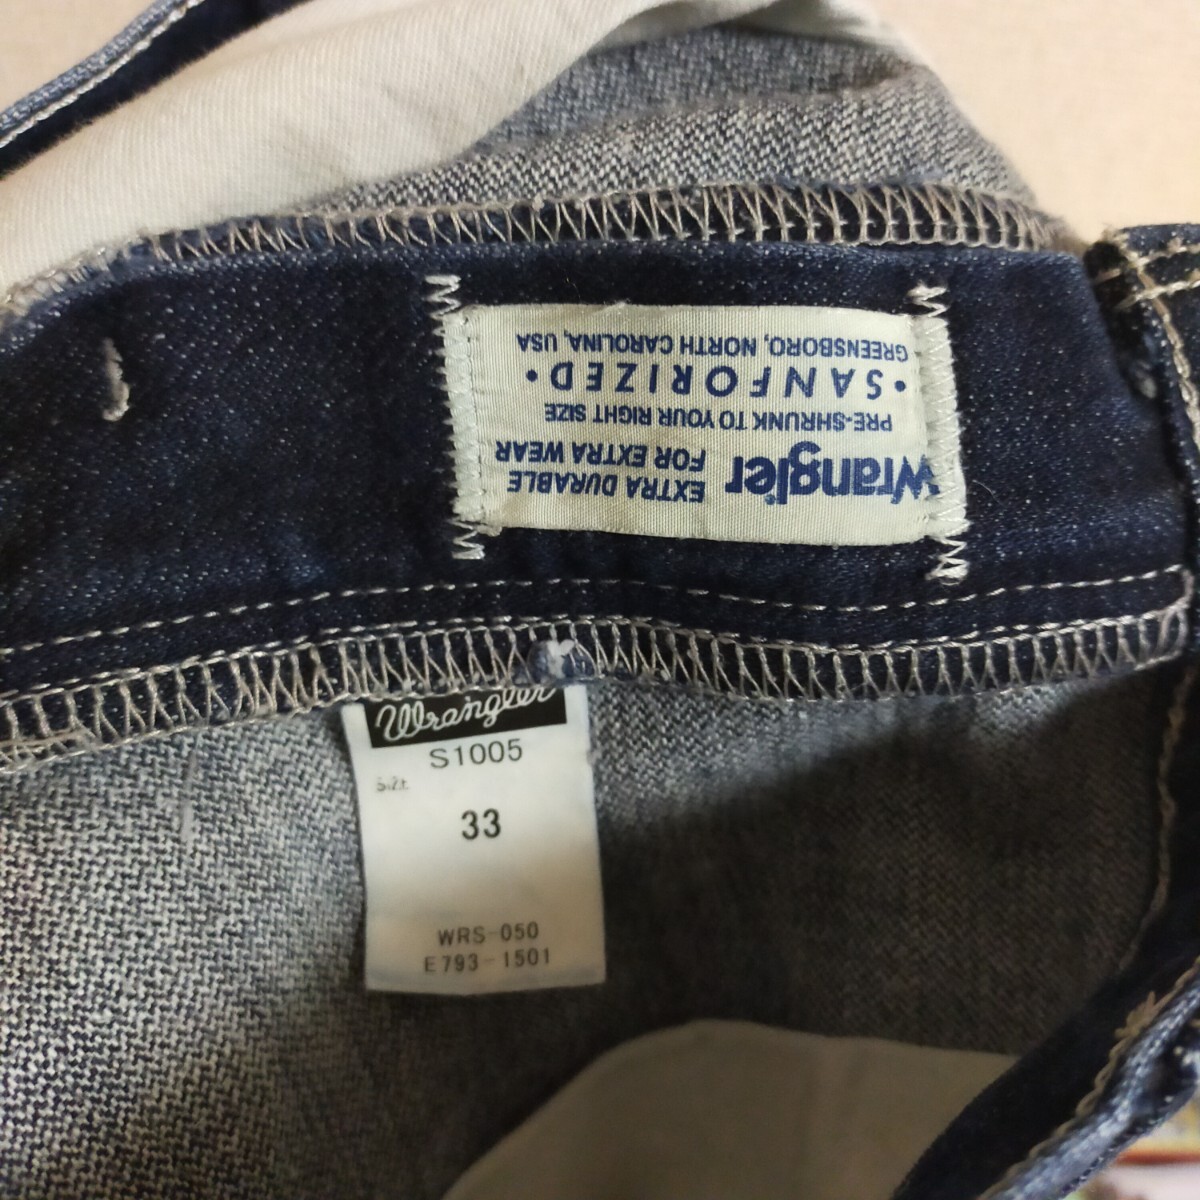 Wrangler
EXTRA DURABLE
FOR EXTRA WEAR
PRE-SHRUNK TO YOUR RIGHT SIZE
• SANFORIZED •
GREENSBORO, NORTH CAROLINA, USA
Wrangler
S1005
Size
33
WRS-050
E793-1501